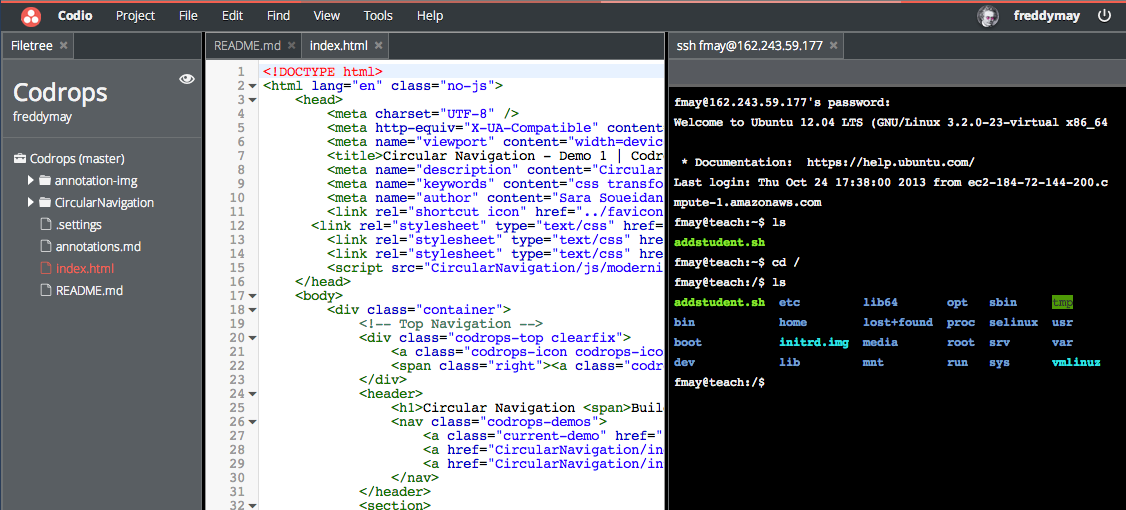 Codio Project File Edit Find View Tools Help freddymay
Filetree ×
Codrops
freddymay
Codrops (master)
annotation-img
CircularNavigation
.settings
annotations.md
index.html
README.md
README.md × index.html ×
1 <!DOCTYPE html>
2 <html lang="en" class="no-js">
3 <head>
4 <meta charset="UTF-8" />
5 <meta http-equiv="X-UA-Compatible" content
6 <meta name="viewport" content="width=devic
7 <title>Circular Navigation - Demo 1 | Codr
8 <meta name="description" content="Circular
9 <meta name="keywords" content="css transfo
10 <meta name="author" content="Sara Soueidan
11 <link rel="shortcut icon" href="../favicon
12 <link rel="stylesheet" type="text/css" href=
13 <link rel="stylesheet" type="text/css" hre
14 <link rel="stylesheet" type="text/css" hre
15 <script src="CircularNavigation/js/moderni
16 </head>
17 <body>
18 <div class="container">
19 <!-- Top Navigation -->
20 <div class="codrops-top clearfix">
21 <a class="codrops-icon codrops-ico
22 <span class="right"><a class="codr
23 </div>
24 <header>
25 <h1>Circular Navigation <span>Buil
26 <nav class="codrops-demos">
27 <a class="current-demo" href="
28 <a href="CircularNavigation/in
29 <a href="CircularNavigation/in
30 </nav>
31 </header>
32 <section>
ssh fmay@162.243.59.177 ×
fmay@162.243.59.177's password:
Welcome to Ubuntu 12.04 LTS (GNU/Linux 3.2.0-23-virtual x86_64
* Documentation: https://help.ubuntu.com/
Last login: Thu Oct 24 17:38:00 2013 from ec2-184-72-144-200.c
mpute-1.amazonaws.com
fmay@teach:~$ ls
addstudent.sh
fmay@teach:~$ cd /
fmay@teach:/$ ls
addstudent.sh etc lib64 opt sbin tmp
bin home lost+found proc selinux usr
boot initrd.img media root srv var
dev lib mnt run sys vmlinuz
fmay@teach:/$